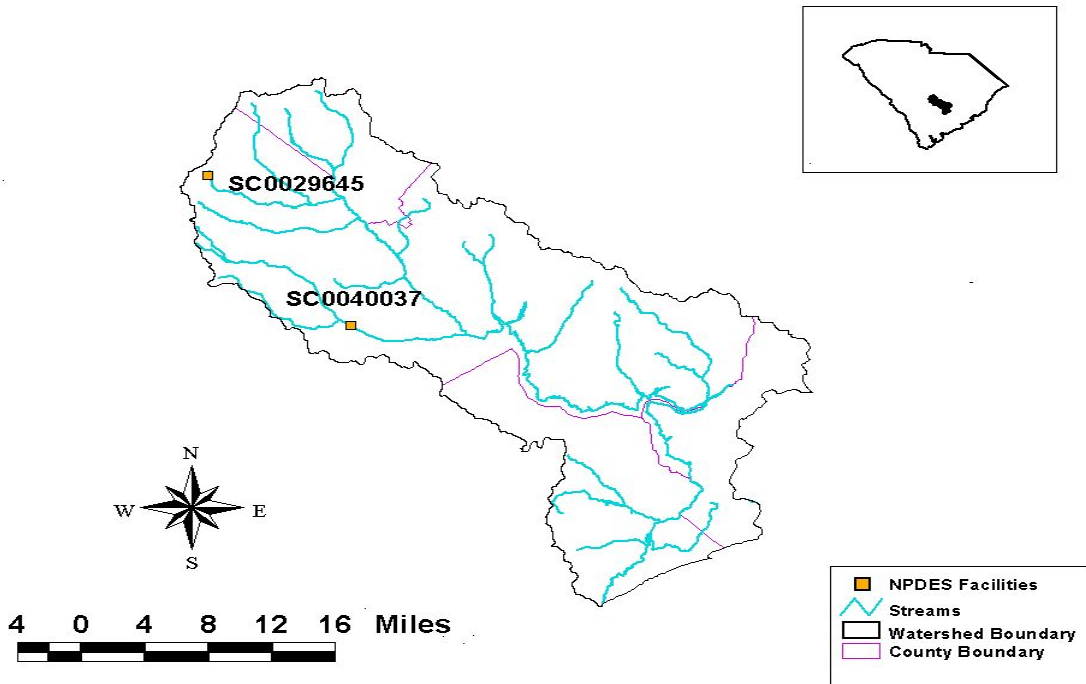 SC0029645
SC0040037
N
W E
S
4 0 4 8 12 16 Miles
NPDES Facilities
Streams
Watershed Boundary
County Boundary